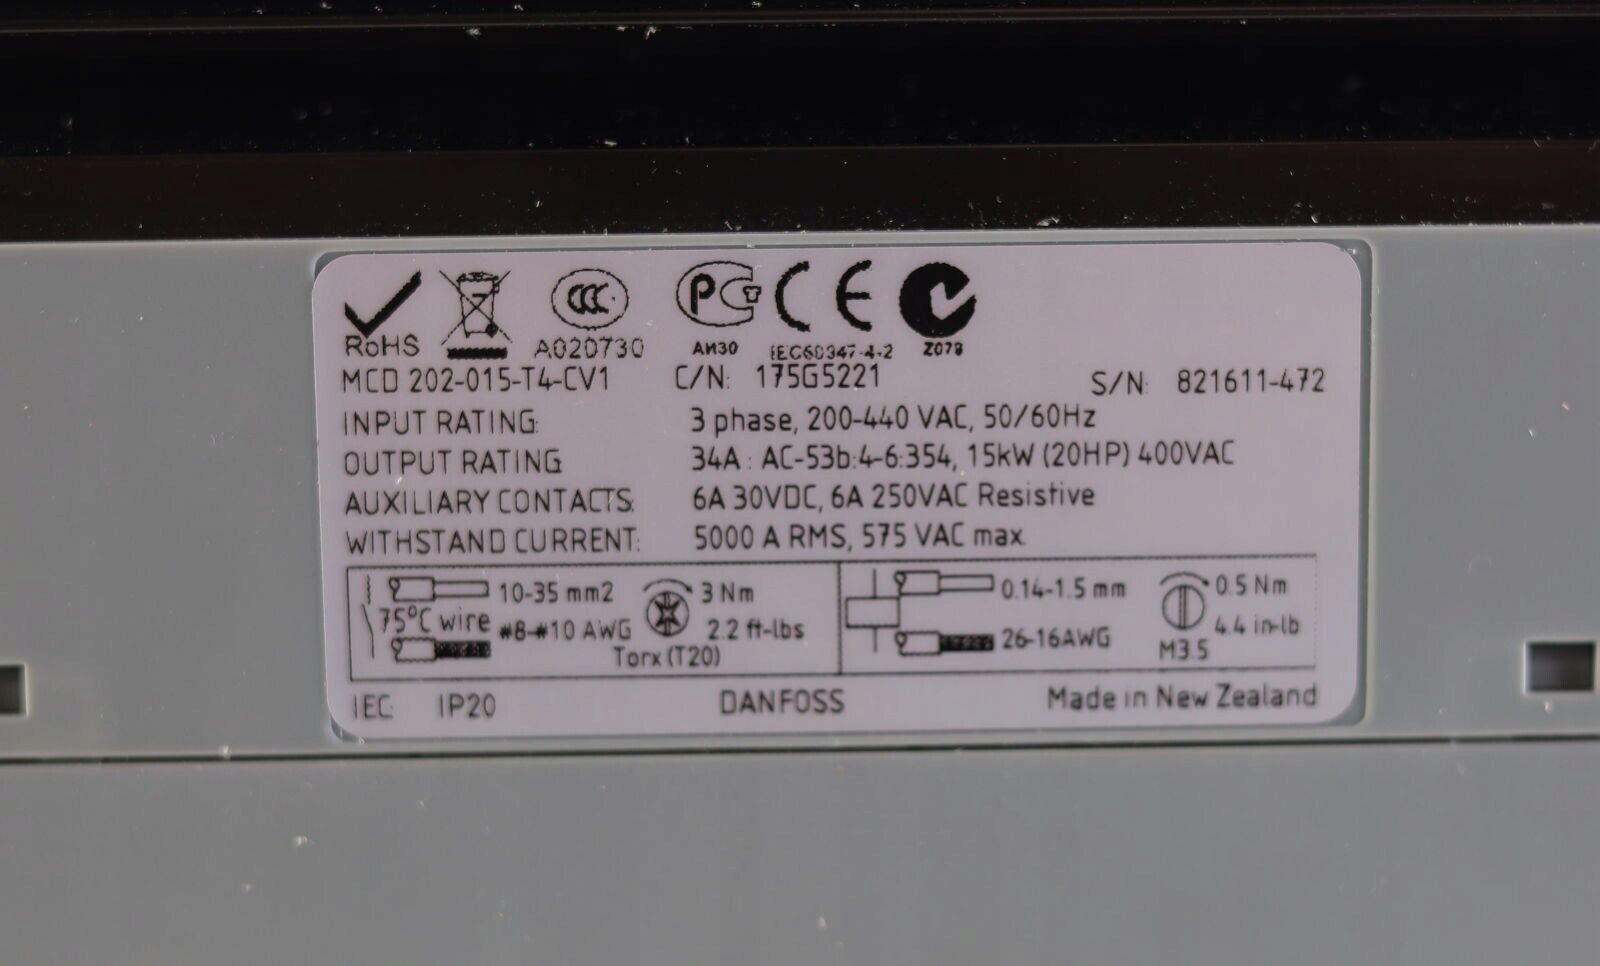 RoHS A020730 АИ30 IEC60947-4-2 Z078
MCD 202-015-T4-CV1 C/N: 175G5221 S/N: 821611-472
INPUT RATING: 3 phase, 200-440 VAC, 50/60Hz
OUTPUT RATING: 34A : AC-53b:4-6:354, 15kW (20HP) 400VAC
AUXILIARY CONTACTS: 6A 30VDC, 6A 250VAC Resistive
WITHSTAND CURRENT: 5000 A RMS, 575 VAC max.
10-35 mm2 3 Nm 0.14-1.5 mm 0.5 Nm
75°C wire #8-#10 AWG 2.2 ft-lbs 26-16AWG 4.4 in-lb
Torx (T20) M3.5
IEC: IP20 DANFOSS Made in New Zealand